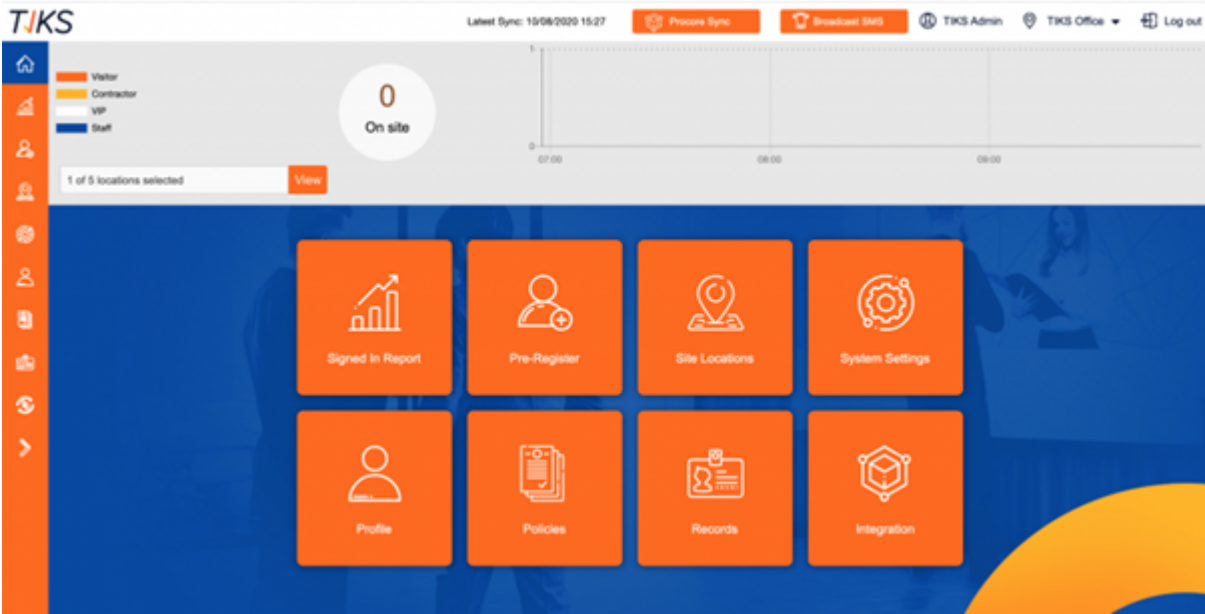 TIKS
Latest Sync: 10/08/2020 15:27
Procore Sync
Broadcast SMS
TIKS Admin
TIKS Office
Log out
Visitor
Contractor
VIP
Staff
0
On site
1 of 5 locations selected
View
1
0
07:00
08:00
09:00
Signed In Report
Pre-Register
Site Locations
System Settings
Profile
Policies
Records
Integration